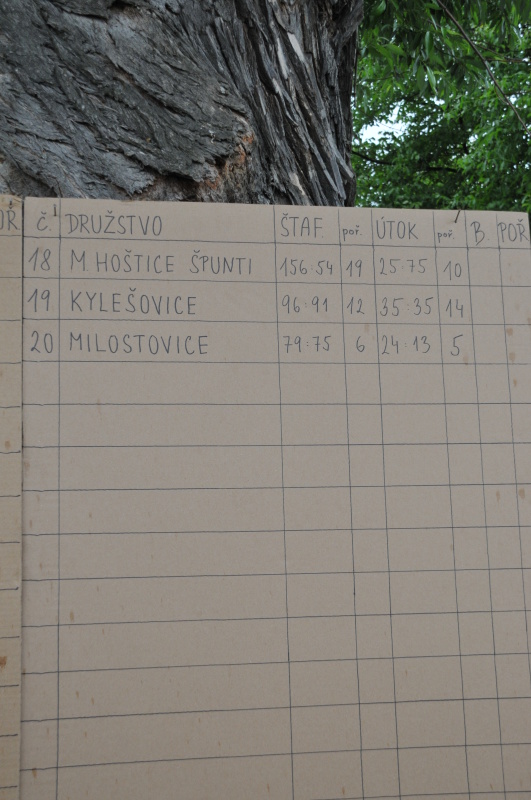 OŘ č. DRUŽSTVO ŠTAF. poř. ÚTOK poř. B. POŘ
18 M. HOŠTICE ŠPUNTI 156:54 19 25:75 10
19 KYLEŠOVICE 96:91 12 35:35 14
20 MILOSTOVICE 79:75 6 24:13 5